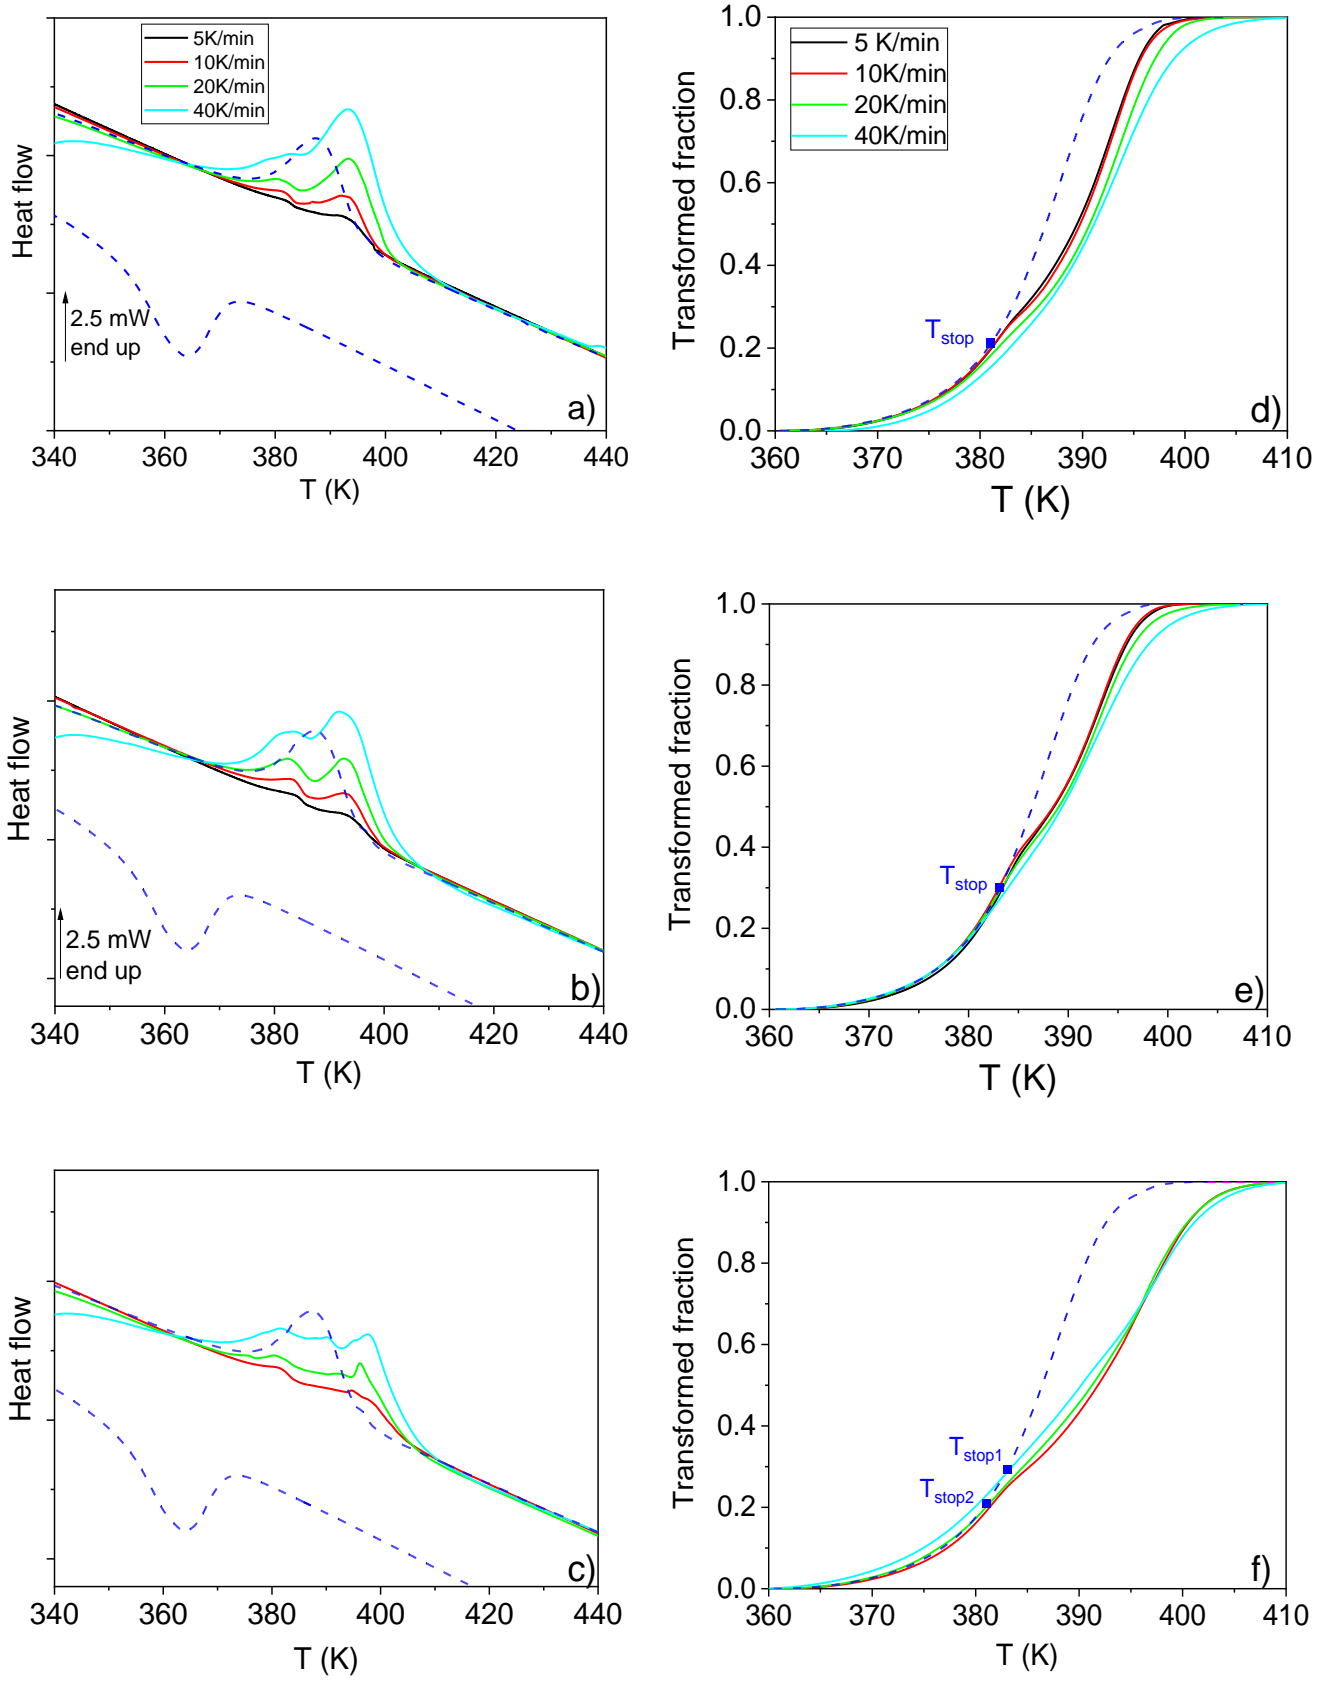 5K/min
10K/min
20K/min
40K/min
Heat flow
2.5 mW
end up
a)
340 360 380 400 420 440
T (K)
1.0
0.8
0.6
0.4
0.2
0.0
Transformed fraction
5 K/min
10K/min
20K/min
40K/min
Tstop
d)
360 370 380 390 400 410
T (K)
Heat flow
2.5 mW
end up
b)
340 360 380 400 420 440
T (K)
1.0
0.8
0.6
0.4
0.2
0.0
Transformed fraction
Tstop
e)
360 370 380 390 400 410
T (K)
Heat flow
c)
340 360 380 400 420 440
T (K)
1.0
0.8
0.6
0.4
0.2
0.0
Transformed fraction
Tstop1
Tstop2
f)
360 370 380 390 400 410
T (K)